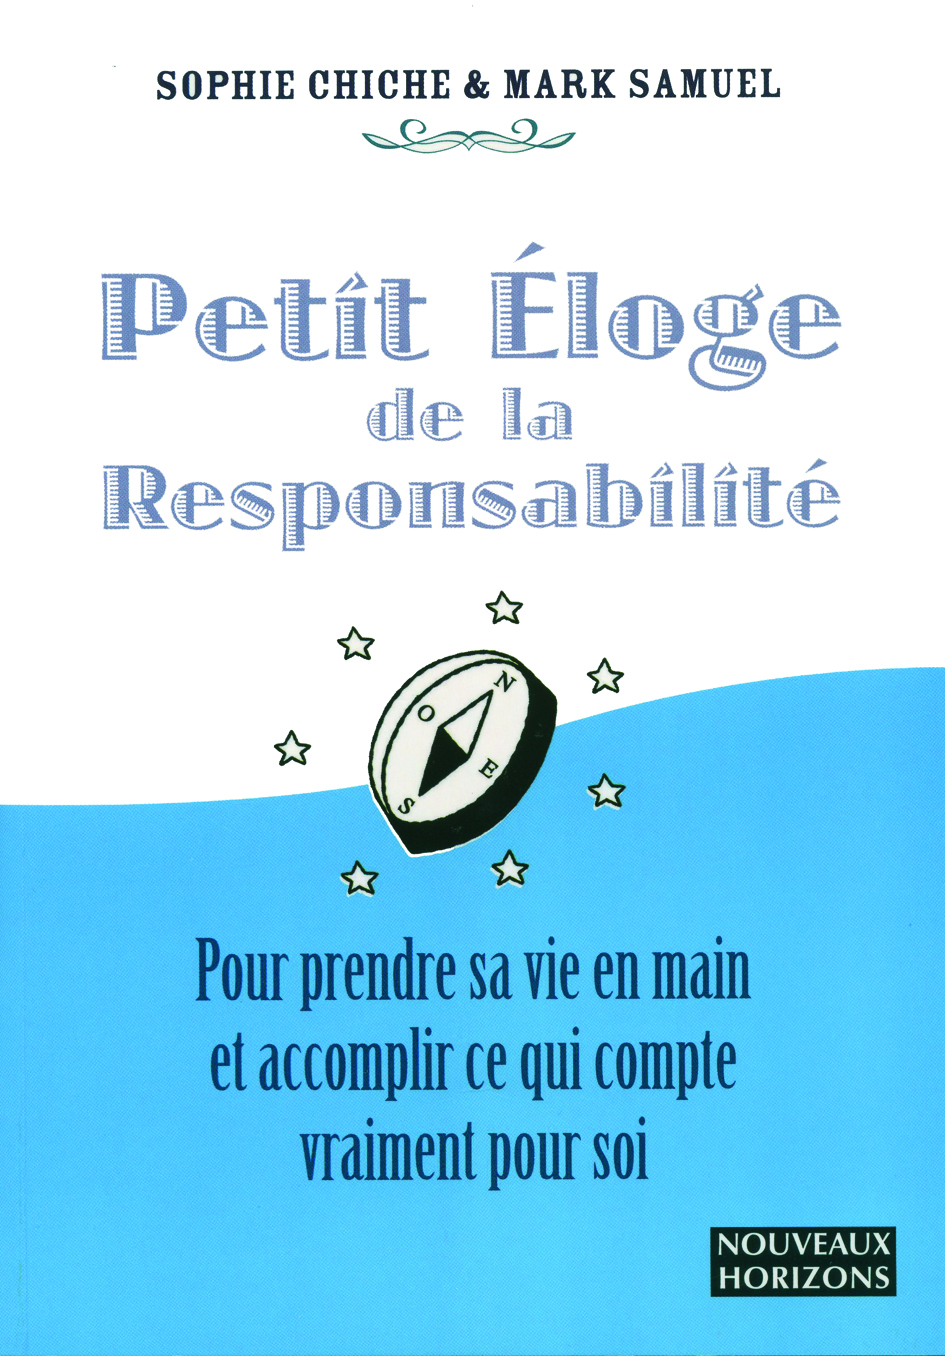 SOPHIE CHICHE & MARK SAMUEL
Petit Éloge
de la
Responsabilité
N
O
E
S
Pour prendre sa vie en main
et accomplir ce qui compte
vraiment pour soi
NOUVEAUX
HORIZONS